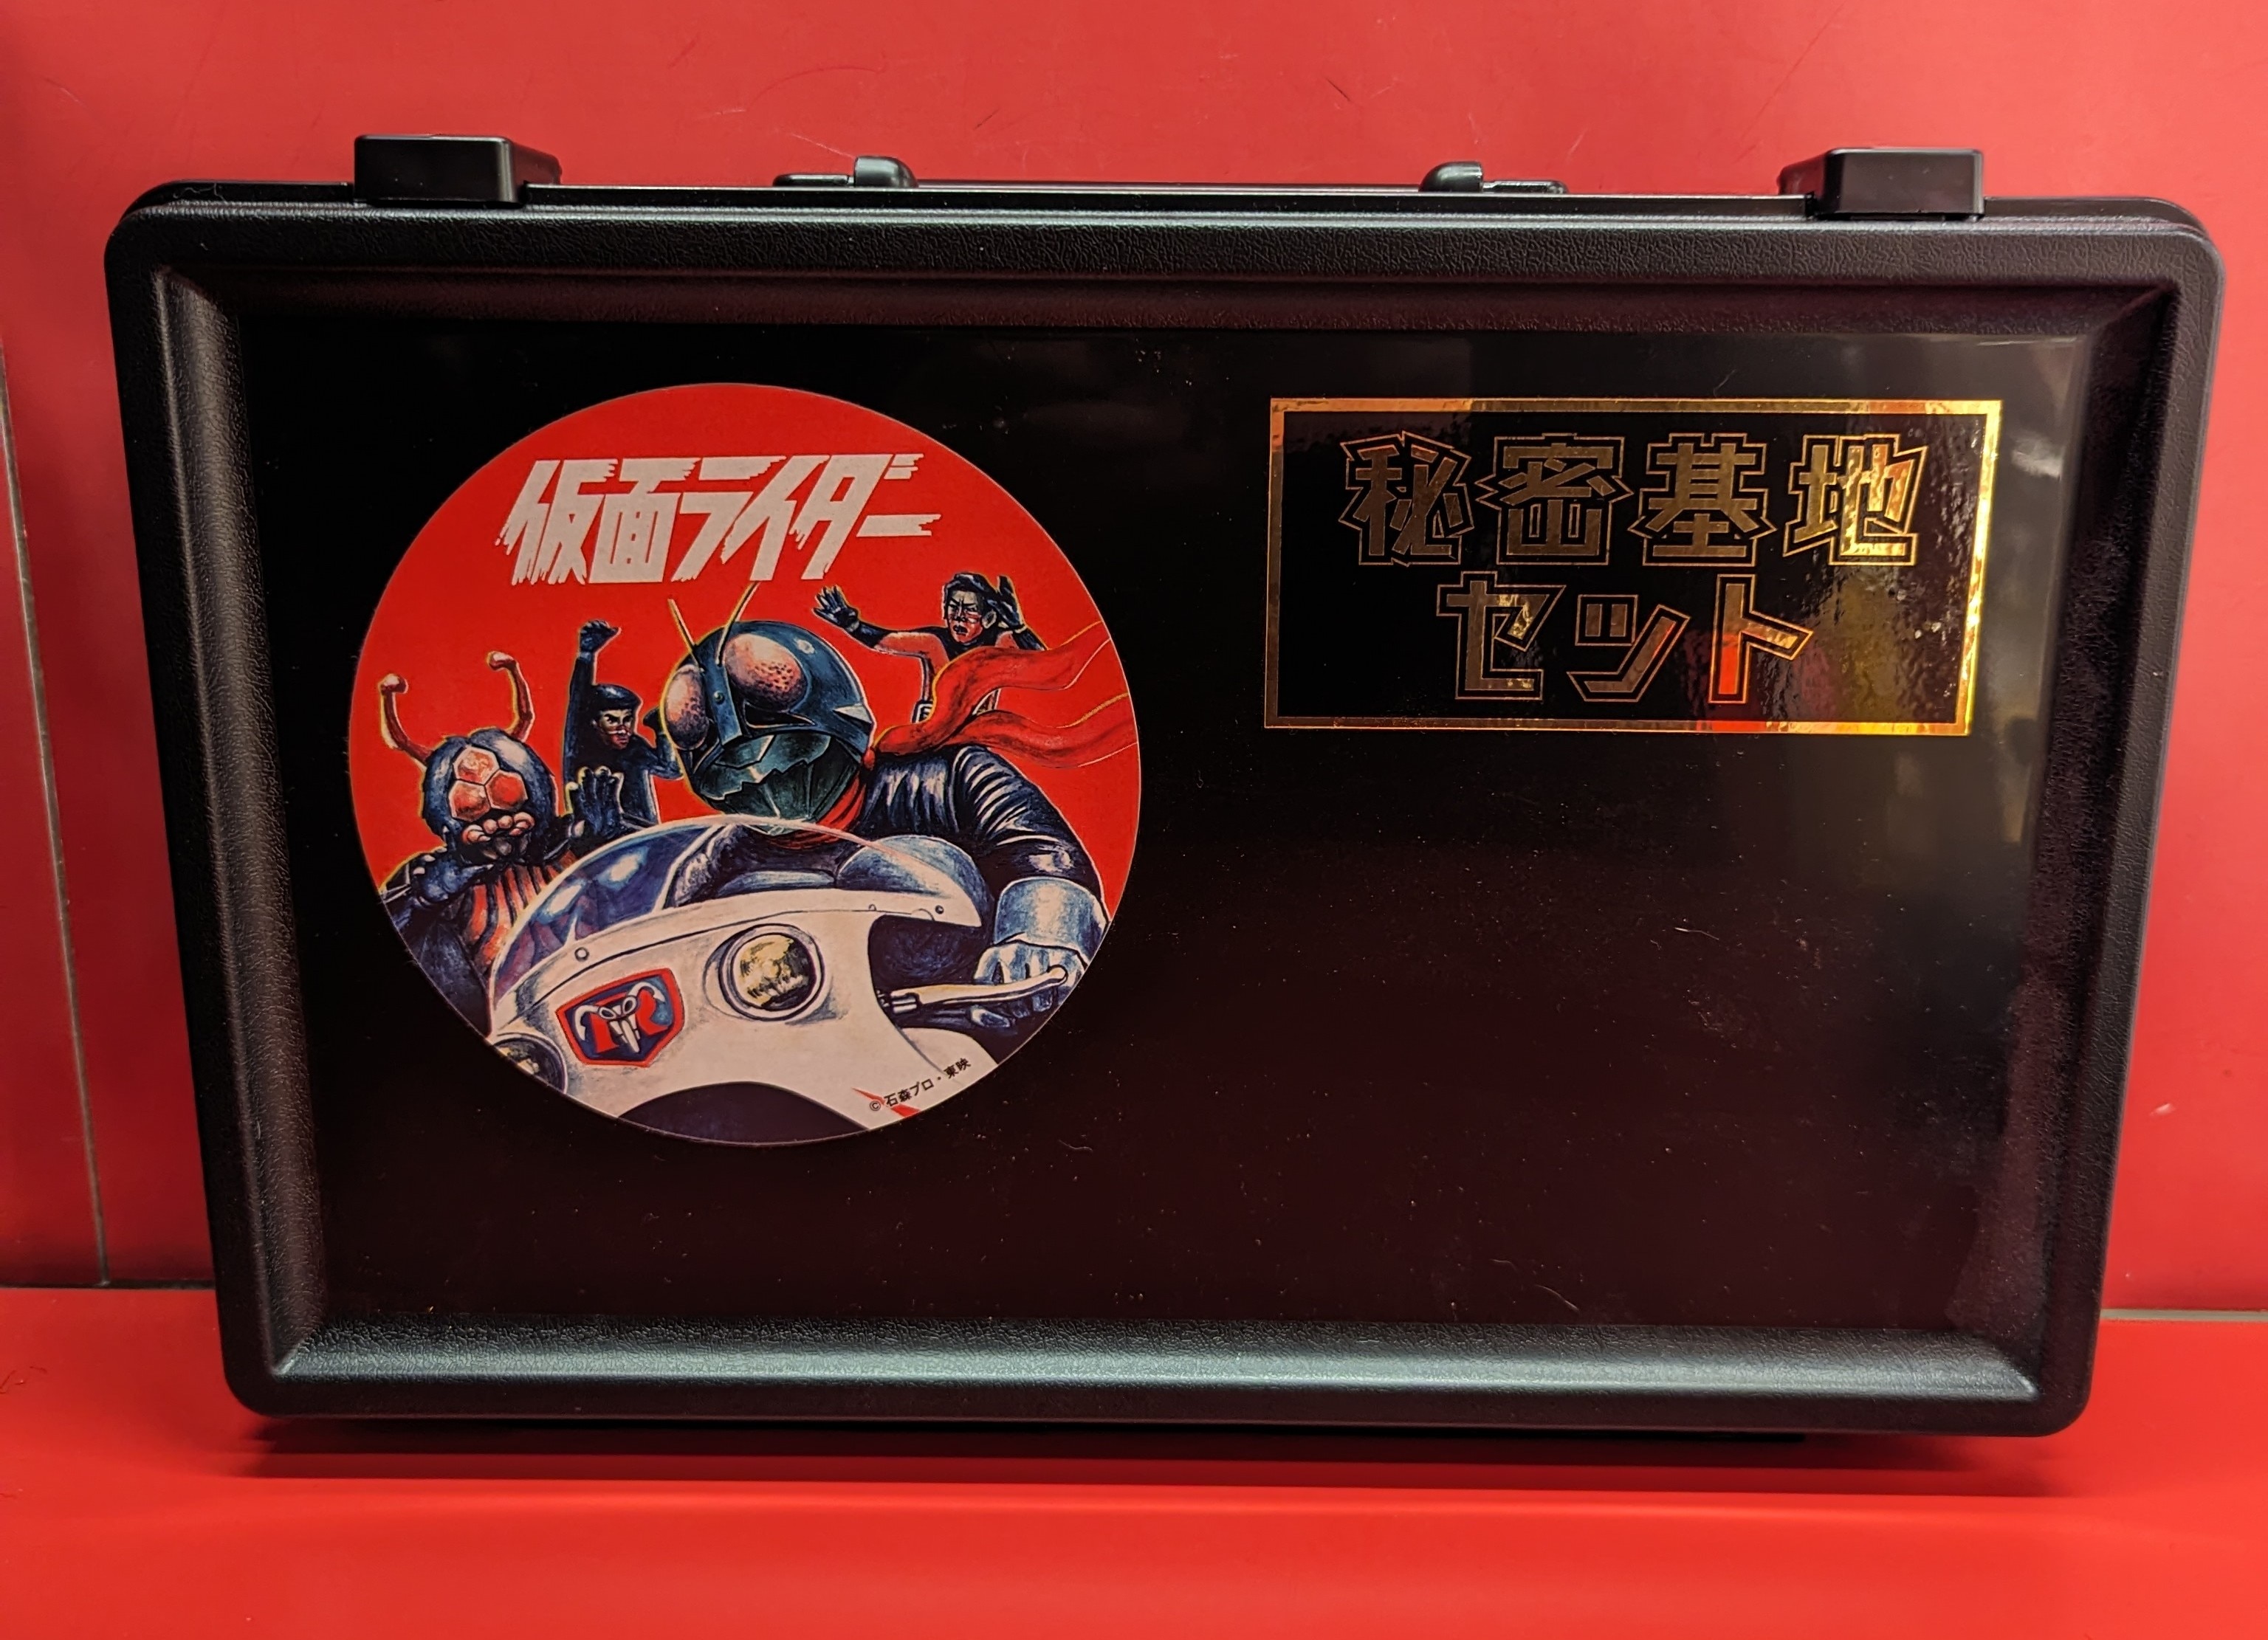 仮面ライダー
秘密基地
セット
R
© 石森プロ・東映